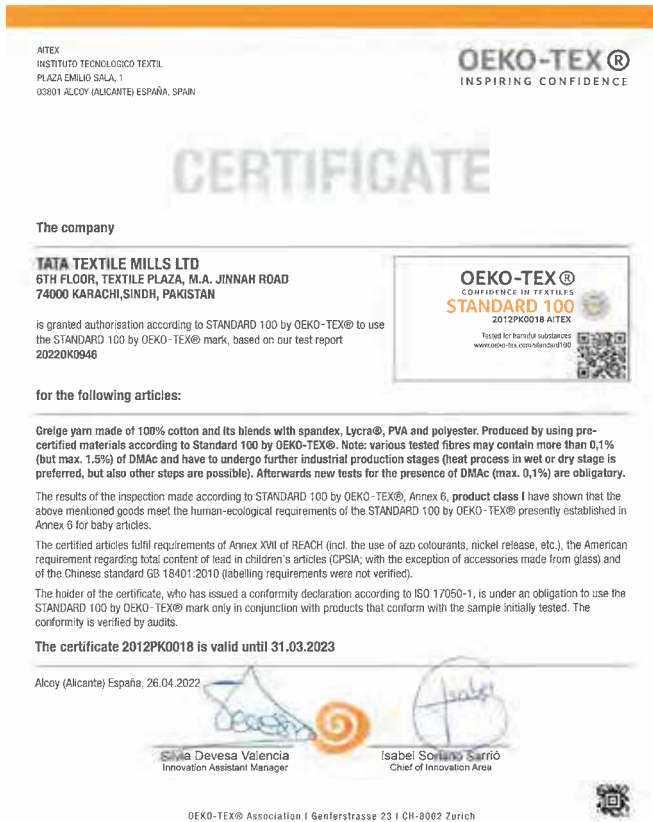 AITEX
INSTITUTO TECNOLÓGICO TEXTIL
PLAZA EMILIO SALA, 1
03801 ALCOY (ALICANTE) ESPAÑA, SPAIN
OEKO-TEX®
INSPIRING CONFIDENCE
CERTIFICATE
The company
TATA TEXTILE MILLS LTD
6TH FLOOR, TEXTILE PLAZA, M.A. JINNAH ROAD
74000 KARACHI,SINDH, PAKISTAN
is granted authorisation according to STANDARD 100 by OEKO-TEX® to use
the STANDARD 100 by OEKO-TEX® mark, based on our test report
2022OK0946
OEKO-TEX®
CONFIDENCE IN TEXTILES
STANDARD 100
2012PK0018 AITEX
Tested for harmful substances
www.oeko-tex.com/standard100
for the following articles:
Greige yarn made of 100% cotton and its blends with spandex, Lycra®, PVA and polyester. Produced by using pre-
certified materials according to Standard 100 by OEKO-TEX®. Note: various tested fibres may contain more than 0,1%
(but max. 1.5%) of DMAc and have to undergo further industrial production stages (heat process in wet or dry stage is
preferred, but also other steps are possible). Afterwards new tests for the presence of DMAc (max. 0,1%) are obligatory.
The results of the inspection made according to STANDARD 100 by OEKO-TEX®, Annex 6, product class I have shown that the
above mentioned goods meet the human-ecological requirements of the STANDARD 100 by OEKO-TEX® presently established in
Annex 6 for baby articles.
The certified articles fulfil requirements of Annex XVII of REACH (incl. the use of azo colourants, nickel release, etc.), the American
requirement regarding total content of lead in children's articles (CPSIA; with the exception of accessories made from glass) and
of the Chinese standard GB 18401:2010 (labelling requirements were not verified).
The holder of the certificate, who has issued a conformity declaration according to ISO 17050-1, is under an obligation to use the
STANDARD 100 by OEKO-TEX® mark only in conjunction with products that conform with the sample initially tested. The
conformity is verified by audits.
The certificate 2012PK0018 is valid until 31.03.2023
Alcoy (Alicante) España, 26.04.2022
Silvia Devesa Valencia
Innovation Assistant Manager
Isabel Soriano Sarrió
Chief of Innovation Area
OEKO-TEX® Association | Genferstrasse 23 | CH-8002 Zurich